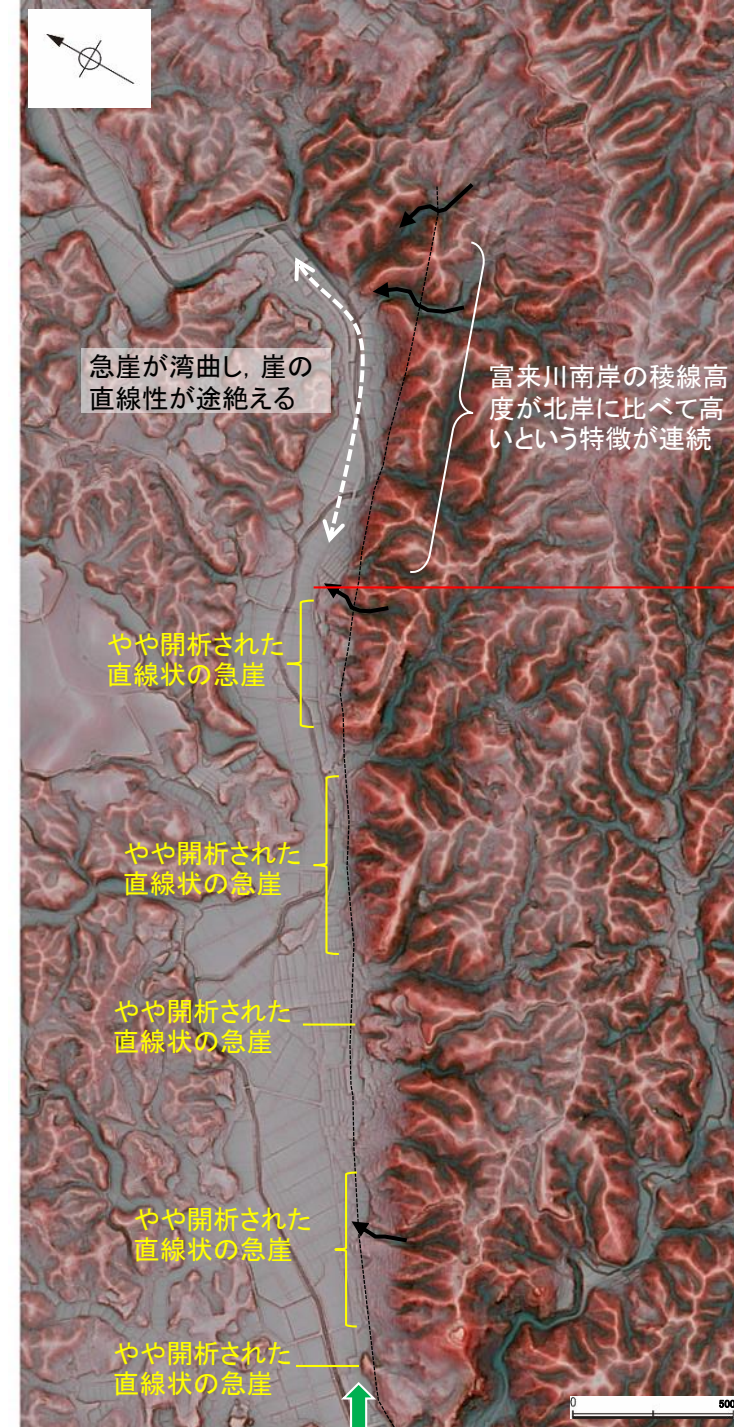 急崖が湾曲し, 崖の
直線性が途絶える
富来川南岸の稜線高
度が北岸に比べて高
いという特徴が連続
やや開析された
直線状の急崖
やや開析された
直線状の急崖
やや開析された
直線状の急崖
やや開析された
直線状の急崖
やや開析された
直線状の急崖
0
500